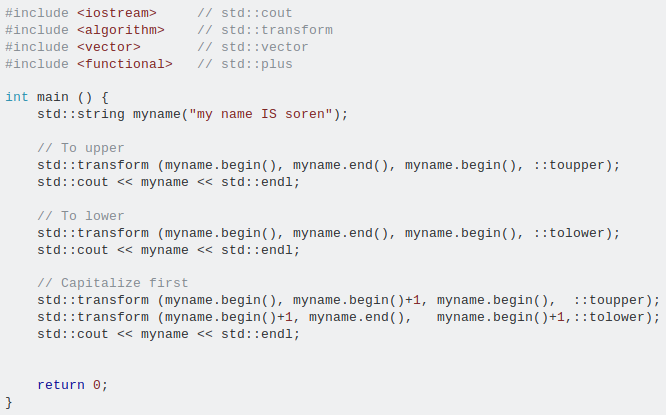 #include <iostream>     // std::cout
#include <algorithm>    // std::transform
#include <vector>       // std::vector
#include <functional>   // std::plus
int main () {
    std::string myname("my name IS soren");
    // To upper
    std::transform (myname.begin(), myname.end(), myname.begin(), ::toupper);
    std::cout << myname << std::endl;
    // To lower
    std::transform (myname.begin(), myname.end(), myname.begin(), ::tolower);
    std::cout << myname << std::endl;
    // Capitalize first
    std::transform (myname.begin(), myname.begin()+1, myname.begin(),  ::toupper);
    std::transform (myname.begin()+1, myname.end(),   myname.begin()+1,::tolower);
    std::cout << myname << std::endl;
    return 0;
}